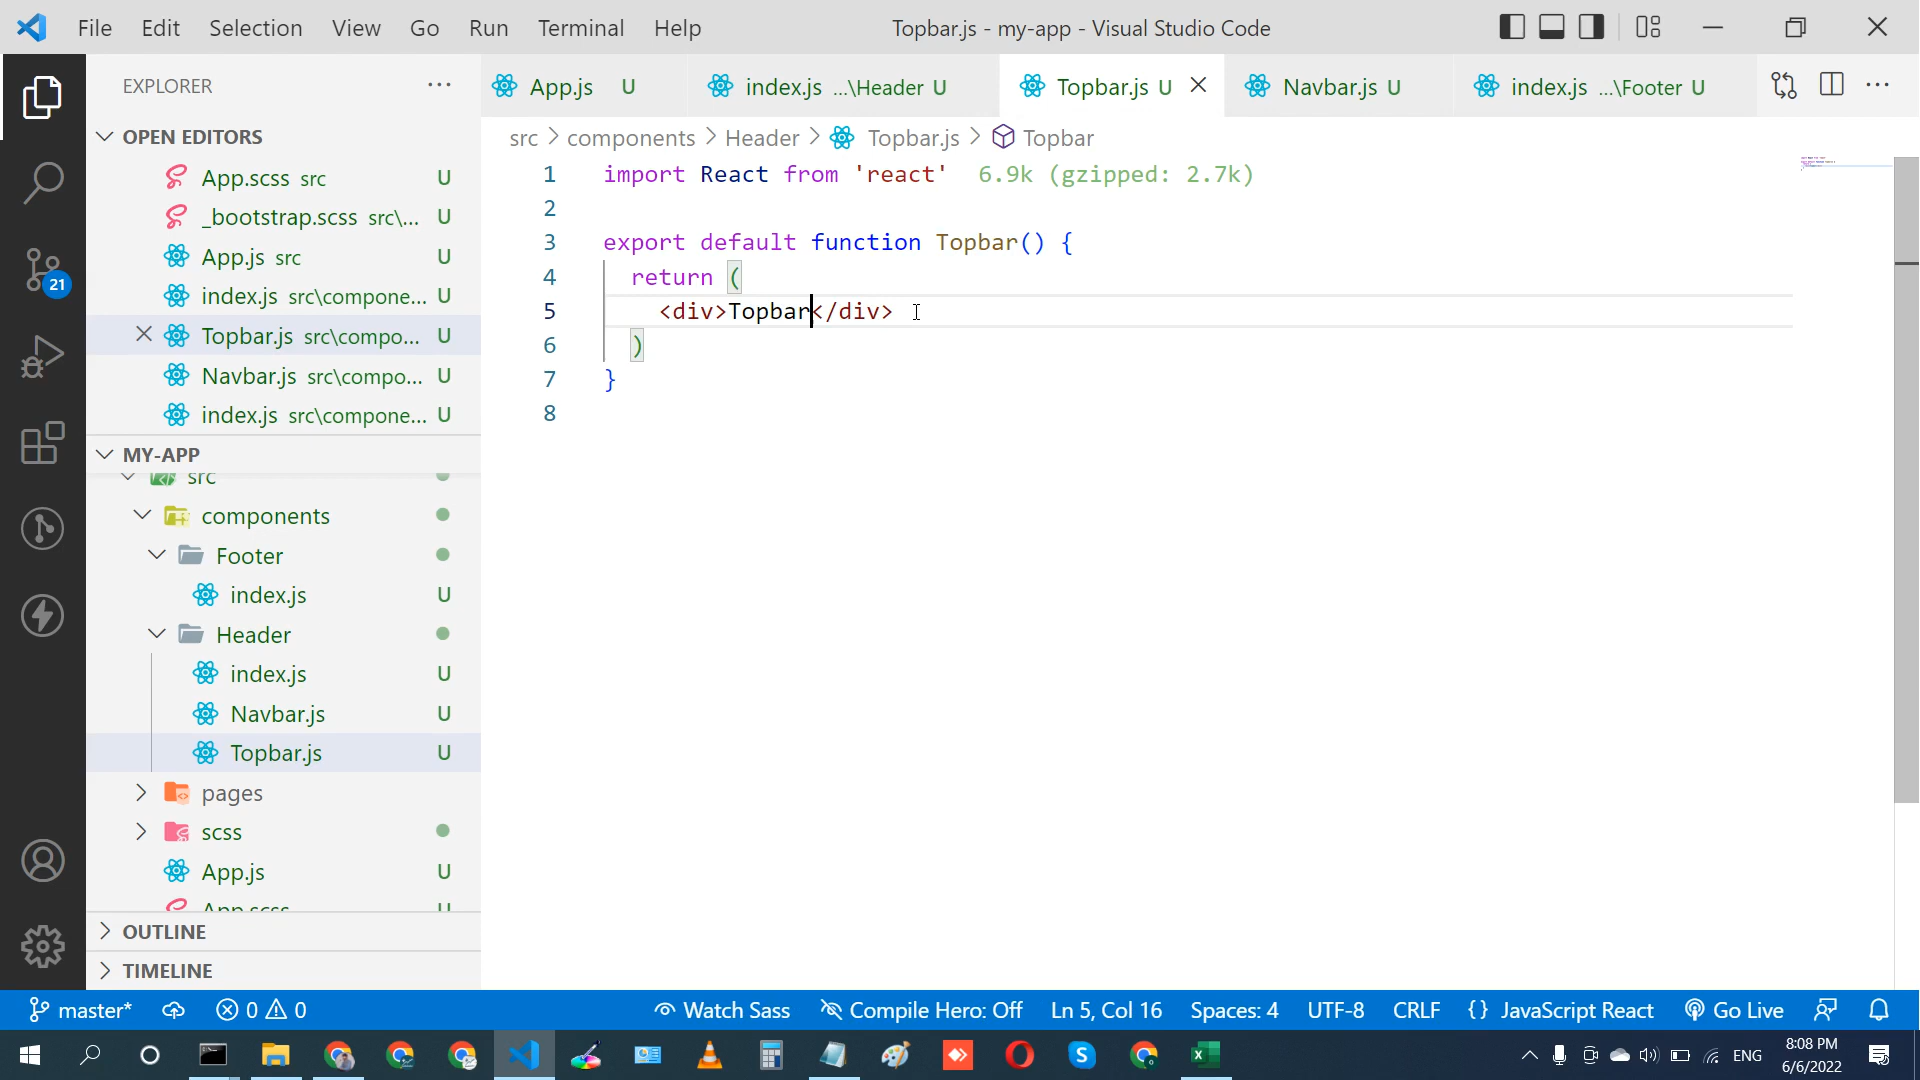 File Edit Selection View Go Run Terminal Help
Topbar.js - my-app - Visual Studio Code
EXPLORER
OPEN EDITORS
App.scss src U
_bootstrap.scss src\... U
App.js src U
index.js src\compone... U
Topbar.js src\compo... U
Navbar.js src\compo... U
index.js src\compone... U
MY-APP
src
components
Footer
index.js U
Header
index.js U
Navbar.js U
Topbar.js U
pages
scss
App.js U
App.scss U
OUTLINE
TIMELINE
21
App.js U
index.js ...\Header U
Topbar.js U
Navbar.js U
index.js ...\Footer U
src > components > Header > Topbar.js > Topbar
1 import React from 'react' 6.9k (gzipped: 2.7k)
2
3 export default function Topbar() {
4 return (
5 <div>Topbar</div>
6 )
7 }
8
master* 0 0 Watch Sass Compile Hero: Off Ln 5, Col 16 Spaces: 4 UTF-8 CRLF {} JavaScript React Go Live
ENG
8:08 PM
6/6/2022